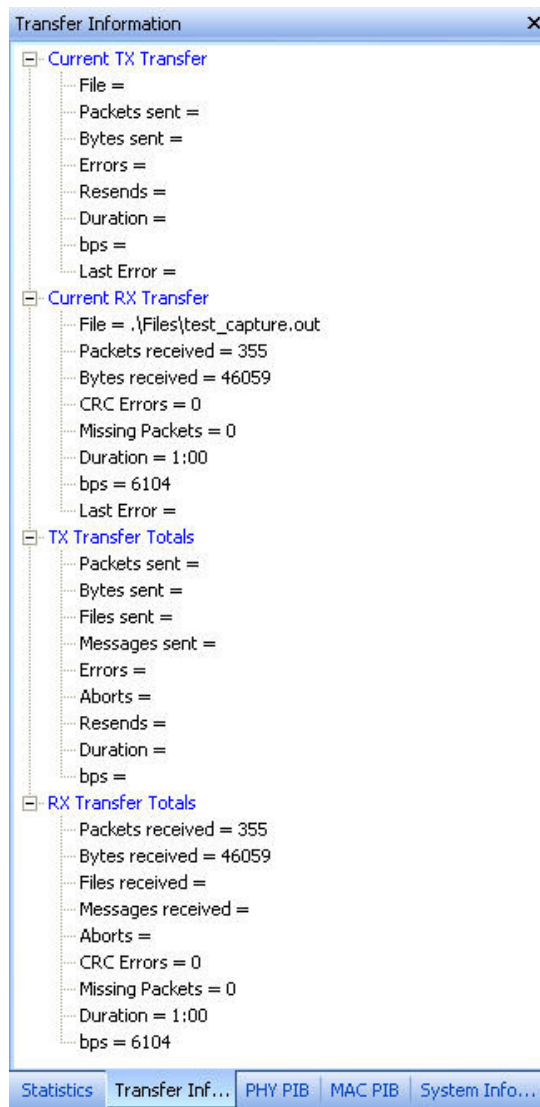 Transfer Information
Current TX Transfer
File =
Packets sent =
Bytes sent =
Errors =
Resends =
Duration =
bps =
Last Error =
Current RX Transfer
File = .\Files\test_capture.out
Packets received = 355
Bytes received = 46059
CRC Errors = 0
Missing Packets = 0
Duration = 1:00
bps = 6104
Last Error =
TX Transfer Totals
Packets sent =
Bytes sent =
Files sent =
Messages sent =
Errors =
Aborts =
Resends =
Duration =
bps =
RX Transfer Totals
Packets received = 355
Bytes received = 46059
Files received =
Messages received =
Aborts =
CRC Errors = 0
Missing Packets = 0
Duration = 1:00
bps = 6104
Statistics Transfer Inf... PHY PIB MAC PIB System Info...